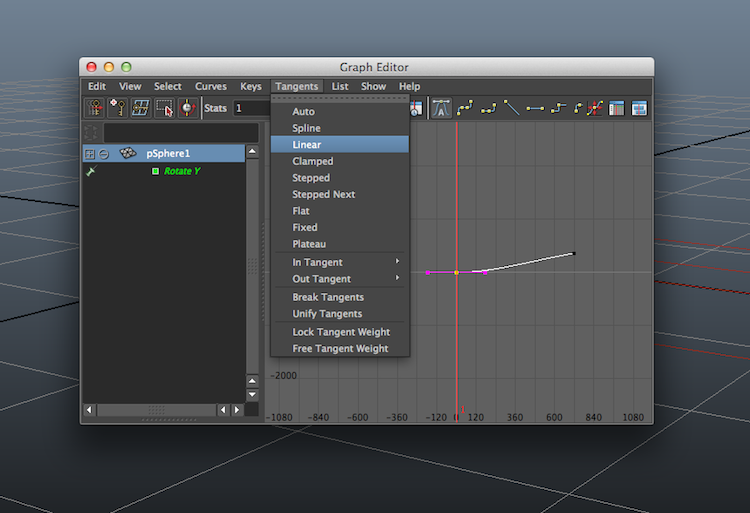 Graph Editor
Edit View Select Curves Keys Tangents List Show Help
Stats 1
Auto
Spline
Linear
Clamped
Stepped
Stepped Next
Flat
Fixed
Plateau
In Tangent
Out Tangent
Break Tangents
Unify Tangents
Lock Tangent Weight
Free Tangent Weight
pSphere1
Rotate Y
-2000
-1080 -840 -600 -360 -120 0 120 360 600 840 1080